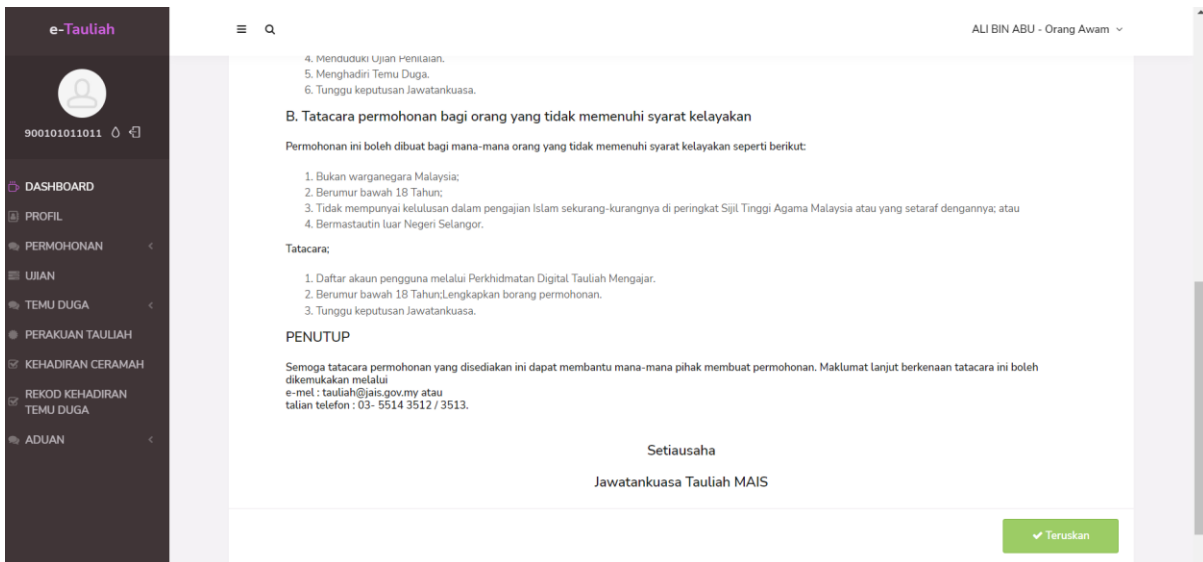 e-Tauliah
ALI BIN ABU - Orang Awam
900101011011
DASHBOARD
PROFIL
PERMOHONAN
UJIAN
TEMU DUGA
PERAKUAN TAULIAH
KEHADIRAN CERAMAH
REKOD KEHADIRAN
TEMU DUGA
ADUAN
4. Menduduki Ujian Penilaian.
5. Menghadiri Temu Duga.
6. Tunggu keputusan Jawatankuasa.
B. Tatacara permohonan bagi orang yang tidak memenuhi syarat kelayakan
Permohonan ini boleh dibuat bagi mana-mana orang yang tidak memenuhi syarat kelayakan seperti berikut:
1. Bukan warganegara Malaysia;
2. Berumur bawah 18 Tahun;
3. Tidak mempunyai kelulusan dalam pengajian Islam sekurang-kurangnya di peringkat Sijil Tinggi Agama Malaysia atau yang setaraf dengannya; atau
4. Bermastautin luar Negeri Selangor.
Tatacara;
1. Daftar akaun pengguna melalui Perkhidmatan Digital Tauliah Mengajar.
2. Berumur bawah 18 Tahun;Lengkapkan borang permohonan.
3. Tunggu keputusan Jawatankuasa.
PENUTUP
Semoga tatacara permohonan yang disediakan ini dapat membantu mana-mana pihak membuat permohonan. Maklumat lanjut berkenaan tatacara ini boleh
dikemukakan melalui
e-mel : tauliah@jais.gov.my atau
talian telefon : 03- 5514 3512 / 3513.
Setiausaha
Jawatankuasa Tauliah MAIS
Teruskan